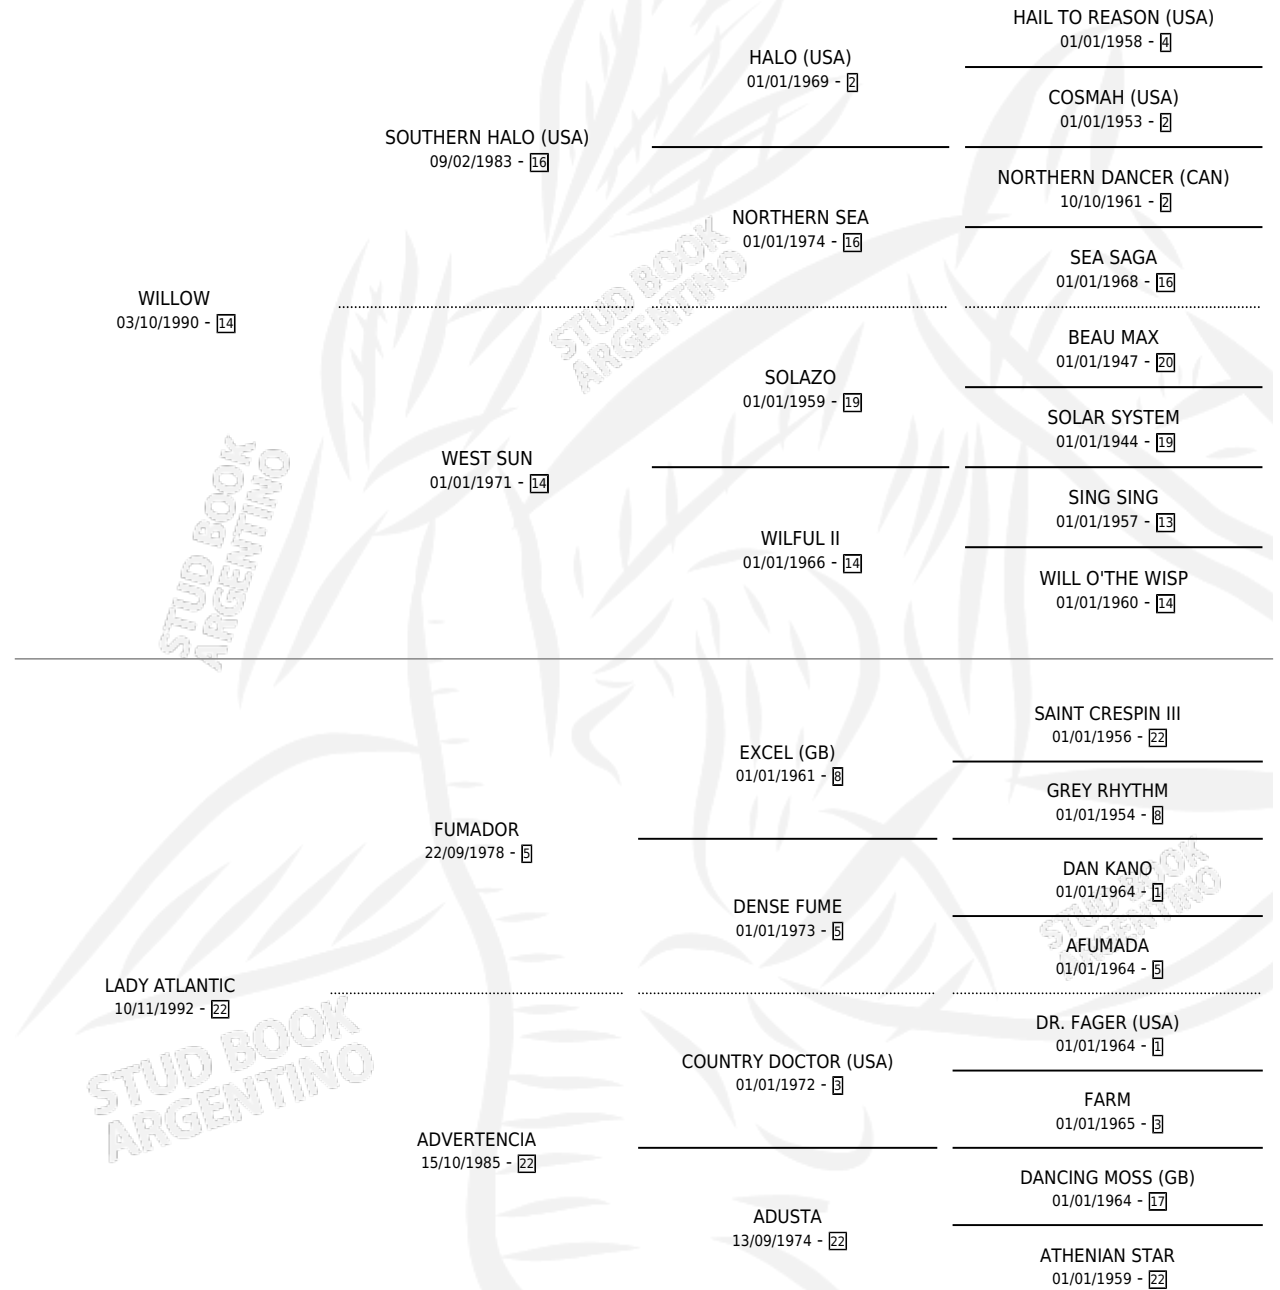 HAIL TO REASON (USA)
01/01/1958 - 4
HALO (USA)
01/01/1969 - 2
COSMAH (USA)
01/01/1953 - 2
SOUTHERN HALO (USA)
09/02/1983 - 16
NORTHERN DANCER (CAN)
10/10/1961 - 2
NORTHERN SEA
01/01/1974 - 16
SEA SAGA
01/01/1968 - 16
WILLOW
03/10/1990 - 14
STUD BOOK
ARGENTINO
BEAU MAX
01/01/1947 - 20
SOLAZO
01/01/1959 - 19
SOLAR SYSTEM
01/01/1944 - 19
WEST SUN
01/01/1971 - 14
SING SING
01/01/1957 - 13
WILFUL II
01/01/1966 - 14
WILL O'THE WISP
01/01/1960 - 14
STUD BOOK
ARGENTINO
SAINT CRESPIN III
01/01/1956 - 22
EXCEL (GB)
01/01/1961 - 8
GREY RHYTHM
01/01/1954 - 8
FUMADOR
22/09/1978 - 5
DAN KANO
01/01/1964 - 1
DENSE FUME
01/01/1973 - 5
STUD BOOK
ARGENTINO
AFUMADA
01/01/1964 - 5
LADY ATLANTIC
10/11/1992 - 22
DR. FAGER (USA)
01/01/1964 - 1
COUNTRY DOCTOR (USA)
01/01/1972 - 3
STUD BOOK
ARGENTINO
FARM
01/01/1965 - 3
ADVERTENCIA
15/10/1985 - 22
DANCING MOSS (GB)
01/01/1964 - 17
ADUSTA
13/09/1974 - 22
ATHENIAN STAR
01/01/1959 - 22